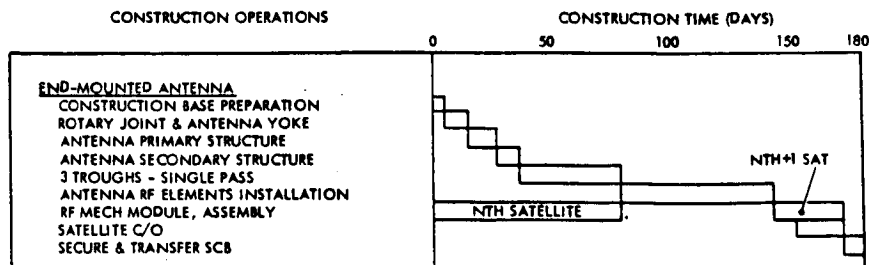 CONSTRUCTION OPERATIONS
CONSTRUCTION TIME (DAYS)
0 50 100 150 180
END-MOUNTED ANTENNA
CONSTRUCTION BASE PREPARATION
ROTARY JOINT & ANTENNA YOKE
ANTENNA PRIMARY STRUCTURE
ANTENNA SECONDARY STRUCTURE
3 TROUGHS - SINGLE PASS
ANTENNA RF ELEMENTS INSTALLATION
RF MECH MODULE, ASSEMBLY
SATELLITE C/O
SECURE & TRANSFER SCB
NTH+1 SAT
NTH SATELLITE